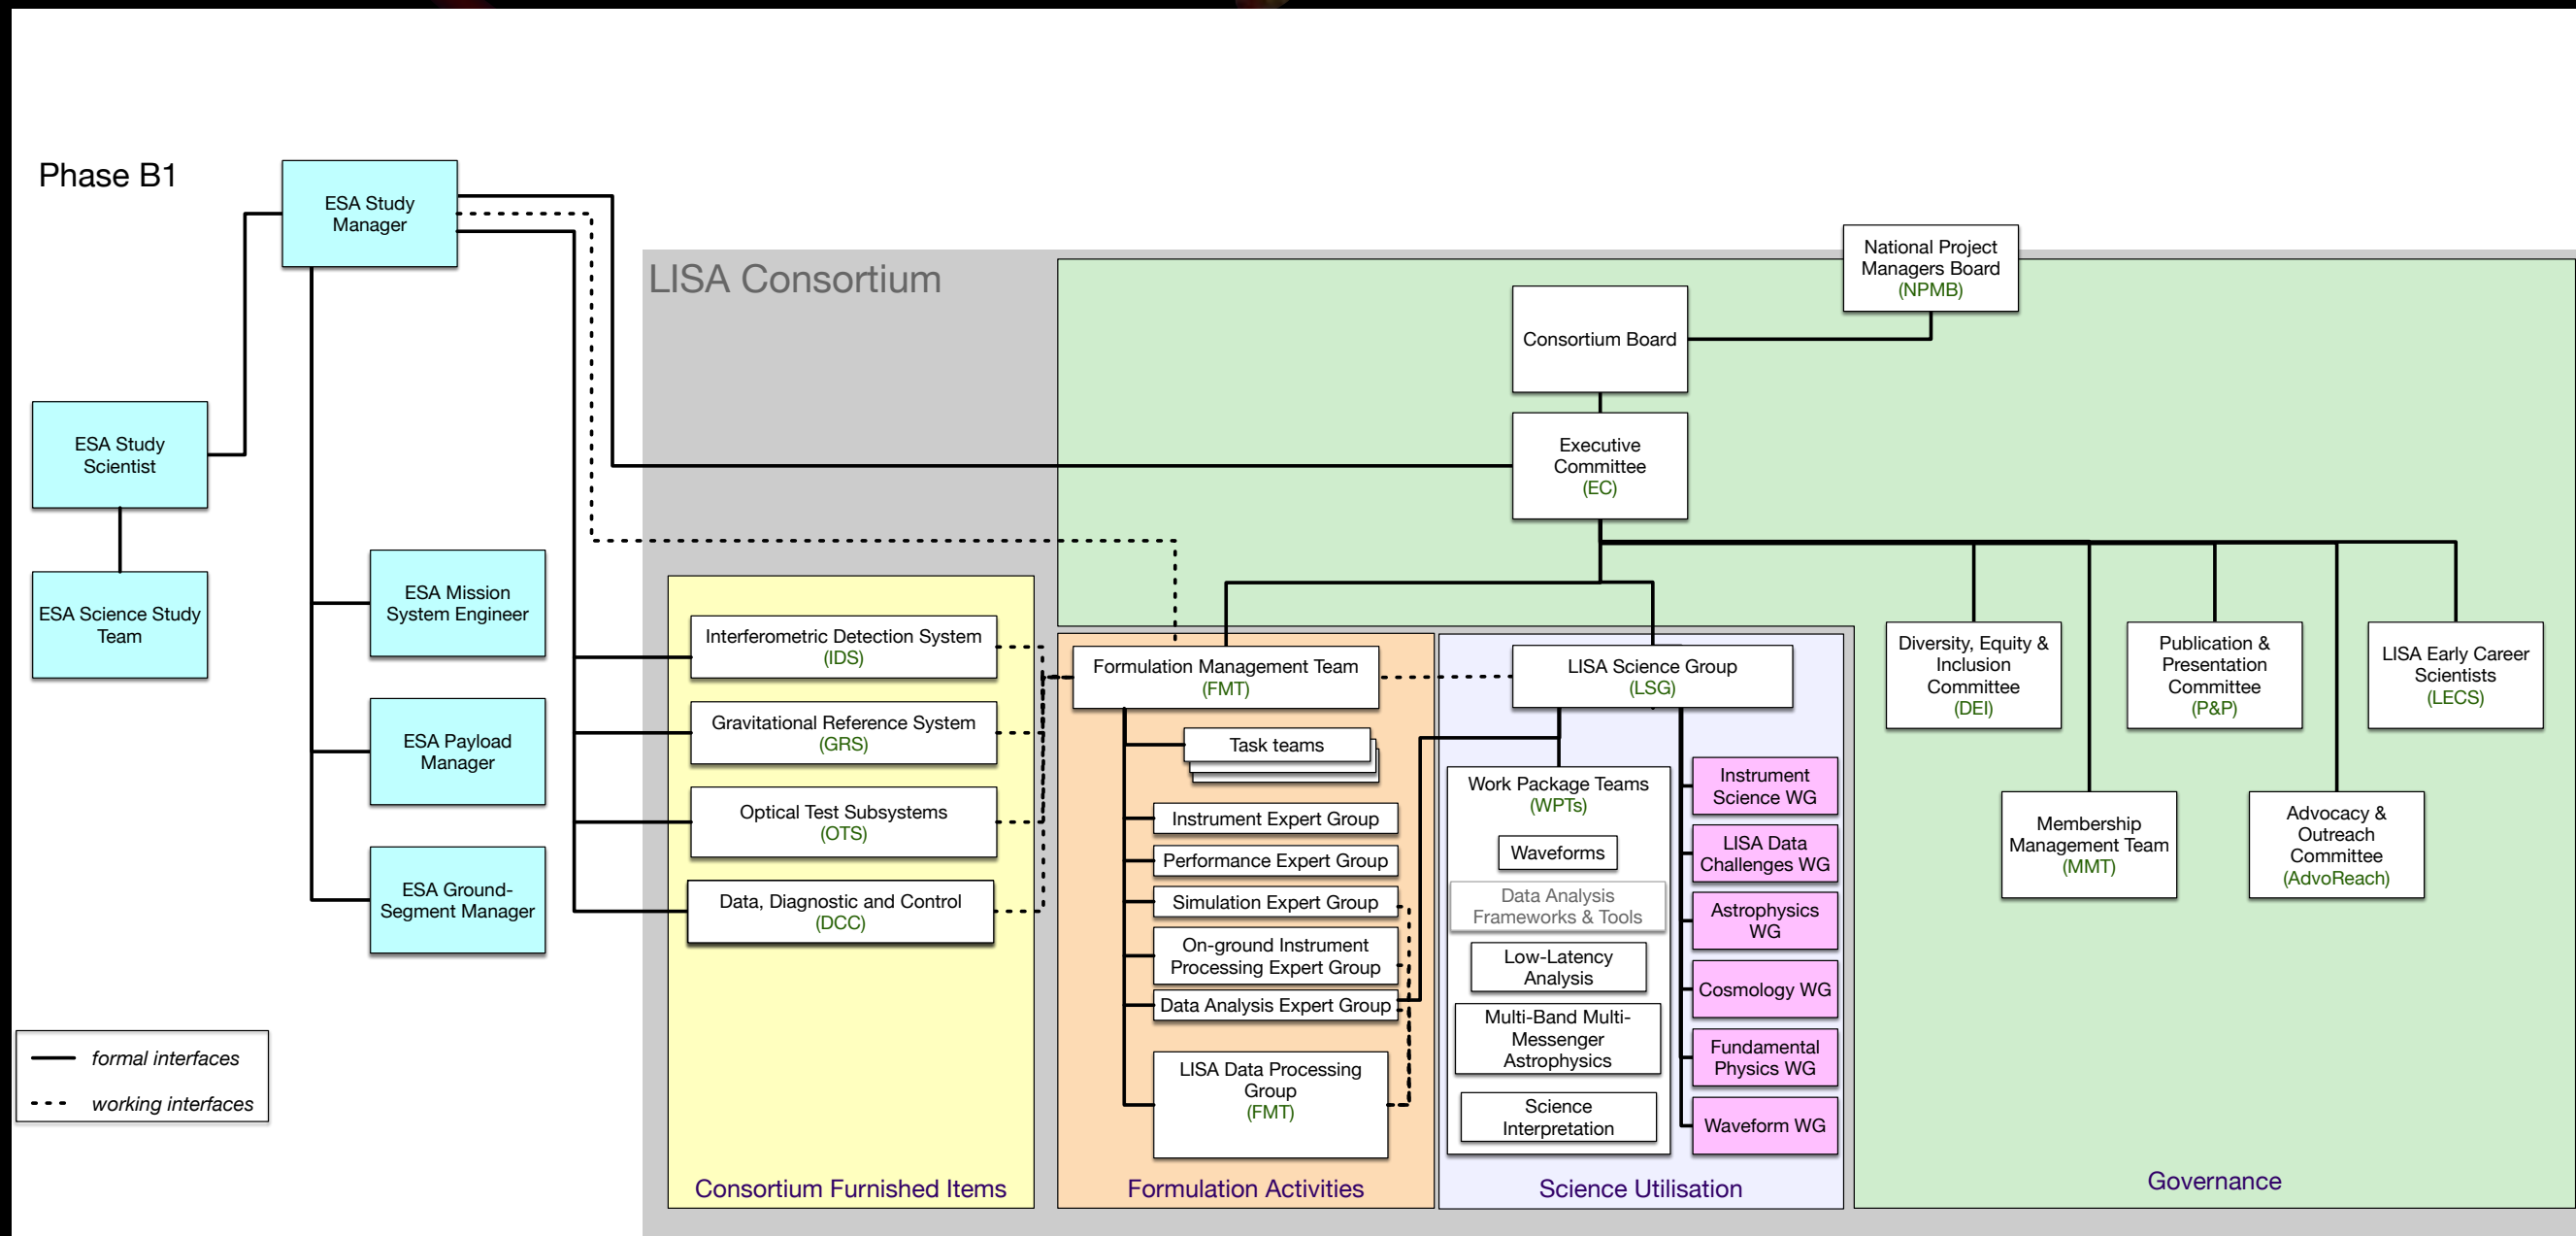 Phase B1
ESA Study
Manager
ESA Study
Scientist
ESA Science Study
Team
ESA Mission
System Engineer
ESA Payload
Manager
ESA Ground-
Segment Manager
formal interfaces
working interfaces
LISA Consortium
National Project
Managers Board
(NPMB)
Consortium Board
Executive
Committee
(EC)
Interferometric Detection System
(IDS)
Gravitational Reference System
(GRS)
Optical Test Subsystems
(OTS)
Data, Diagnostic and Control
(DCC)
Consortium Furnished Items
Formulation Management Team
(FMT)
Task teams
Instrument Expert Group
Performance Expert Group
Simulation Expert Group
On-ground Instrument
Processing Expert Group
Data Analysis Expert Group
LISA Data Processing
Group
(FMT)
Formulation Activities
LISA Science Group
(LSG)
Work Package Teams
(WPTs)
Waveforms
Data Analysis
Frameworks & Tools
Low-Latency
Analysis
Multi-Band Multi-
Messenger
Astrophysics
Science
Interpretation
Instrument
Science WG
LISA Data
Challenges WG
Astrophysics
WG
Cosmology WG
Fundamental
Physics WG
Waveform WG
Science Utilisation
Diversity, Equity &
Inclusion
Committee
(DEI)
Publication &
Presentation
Committee
(P&P)
LISA Early Career
Scientists
(LECS)
Membership
Management Team
(MMT)
Advocacy &
Outreach
Committee
(AdvoReach)
Governance